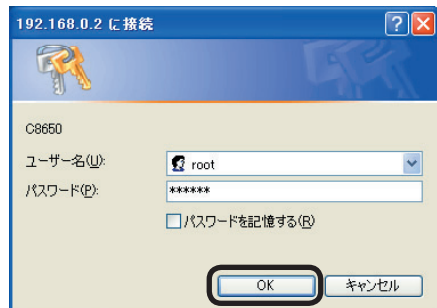 192.168.0.2 に接続
C8650
ユーザー名(U):
root
パスワード(P):
******
パスワードを記憶する(R)
OK
キャンセル